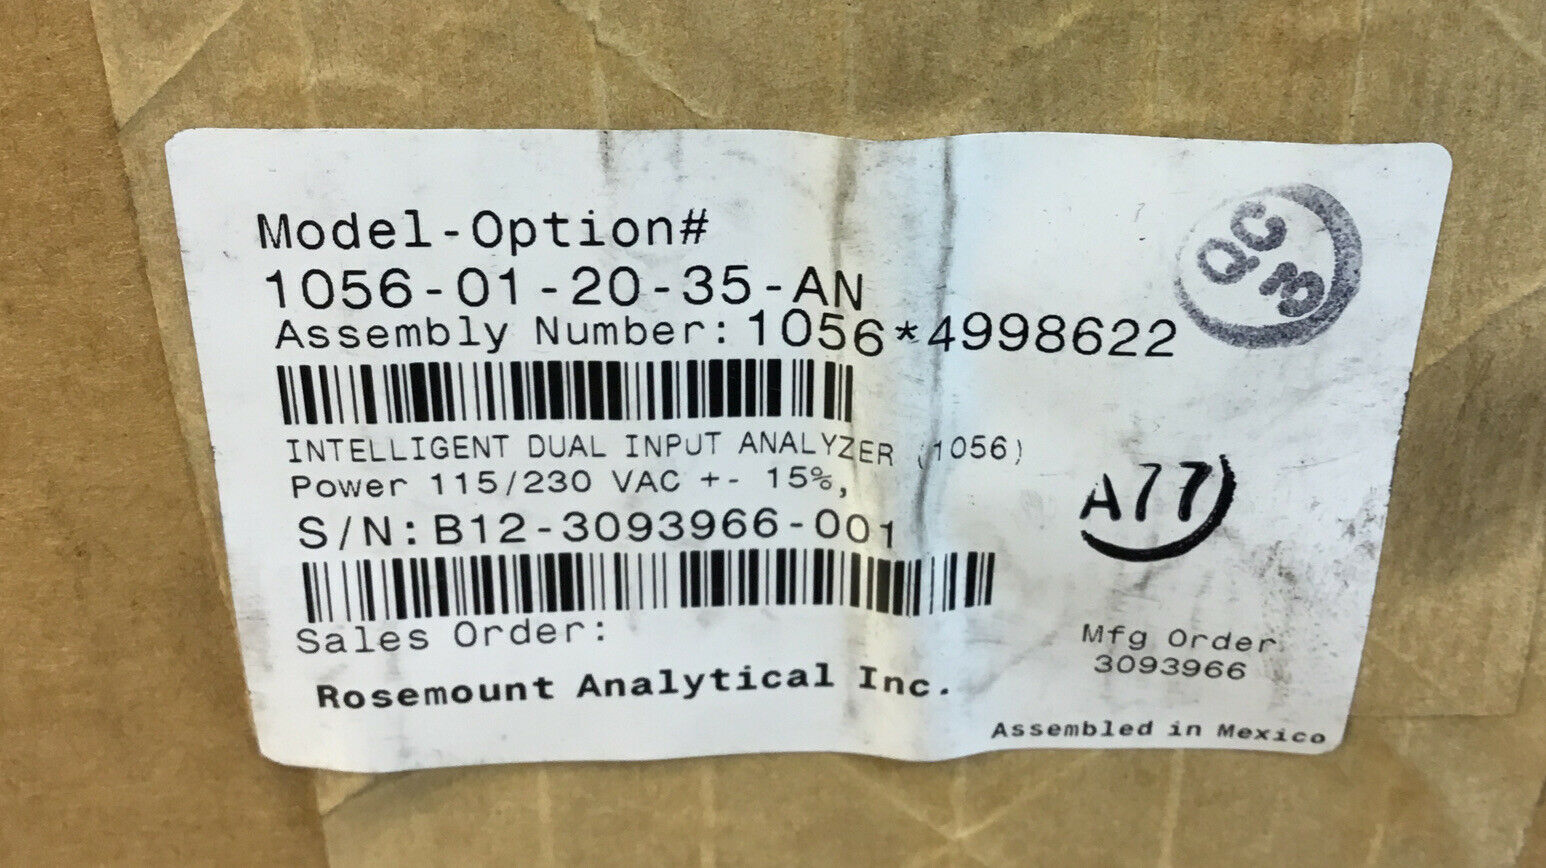 Model-Option#
1056-01-20-35-AN
Assembly Number: 1056*4998622
INTELLIGENT DUAL INPUT ANALYZER (1056)
Power 115/230 VAC +- 15%,
S/N: B12-3093966-001
Sales Order:
Rosemount Analytical Inc.
QC
A77
Mfg Order
3093966
Assembled in Mexico